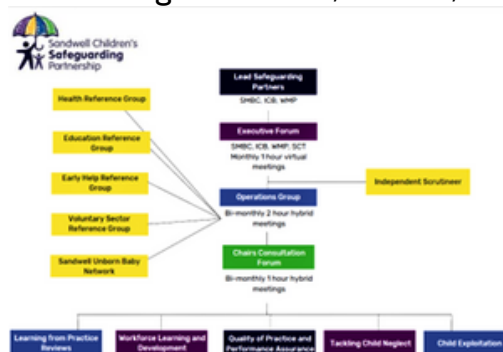 Sandwell Children's
Safeguarding
Partnership
Lead Safeguarding
Partners
SMBC, ICB, WMP
Health Reference Group
Executive Forum
SMBC, ICB, WMP, SCT
Monthly 1 hour virtual
meetings
Education Reference
Group
Early Help Reference
Group
Independent Scrutineer
Operations Group
Bi-monthly 2 hour hybrid
meetings
Voluntary Sector
Reference Group
Chairs Consultation
Forum
Bi-monthly 1 hour hybrid
meetings
Sandwell Unborn Baby
Network
Learning from Practice
Reviews
Workforce Learning and
Development
Quality of Practice and
Performance Assurance
Tackling Child Neglect
Child Exploitation